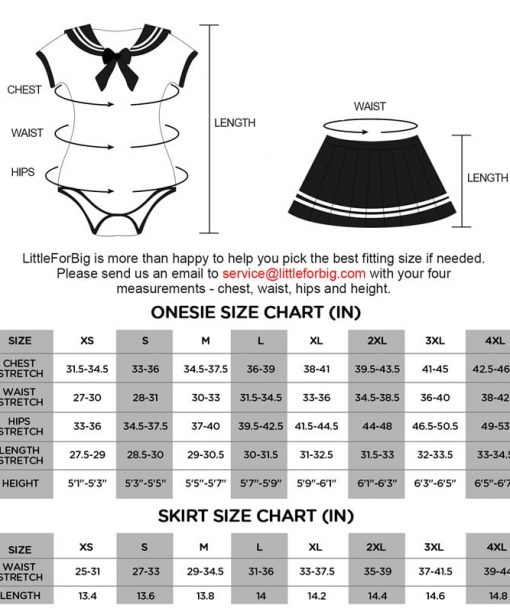 CHEST
WAIST
HIPS
LENGTH
WAIST
LENGTH
LittleForBig is more than happy to help you pick the best fitting size if needed.
Please send us an email to service@littleforbig.com with your four
measurements - chest, waist, hips and height.
ONESIE SIZE CHART (IN)
SIZE XS S M L XL 2XL 3XL 4XL
CHEST STRETCH 31.5-34.5 33-36 34.5-37.5 36-39 38-41 39.5-43.5 41-45 42.5-46
WAIST STRETCH 27-30 28-31 30-33 31.5-34.5 33-36 34.5-38.5 36-40 38-42
HIPS STRETCH 33-36 34.5-37.5 37-40 39.5-42.5 41.5-44.5 44-48 46.5-50.5 49-53
LENGTH STRETCH 27.5-29 28.5-30 29-30.5 30-31.5 31-32.5 31.5-33 32-33.5 33-34.5
HEIGHT 5'1"-5'3" 5'3"-5'5" 5'5"-5'7" 5'7"-5'9" 5'9"-6'1" 6'1"-6'3" 6'3"-6'5" 6'5"-6'7"
SKIRT SIZE CHART (IN)
SIZE XS S M L XL 2XL 3XL 4XL
WAIST STRETCH 25-31 27-33 29-34.5 31-36 33-37.5 35-39 37-41.5 39-44
LENGTH 13.4 13.6 13.8 14 14.2 14.4 14.6 14.8